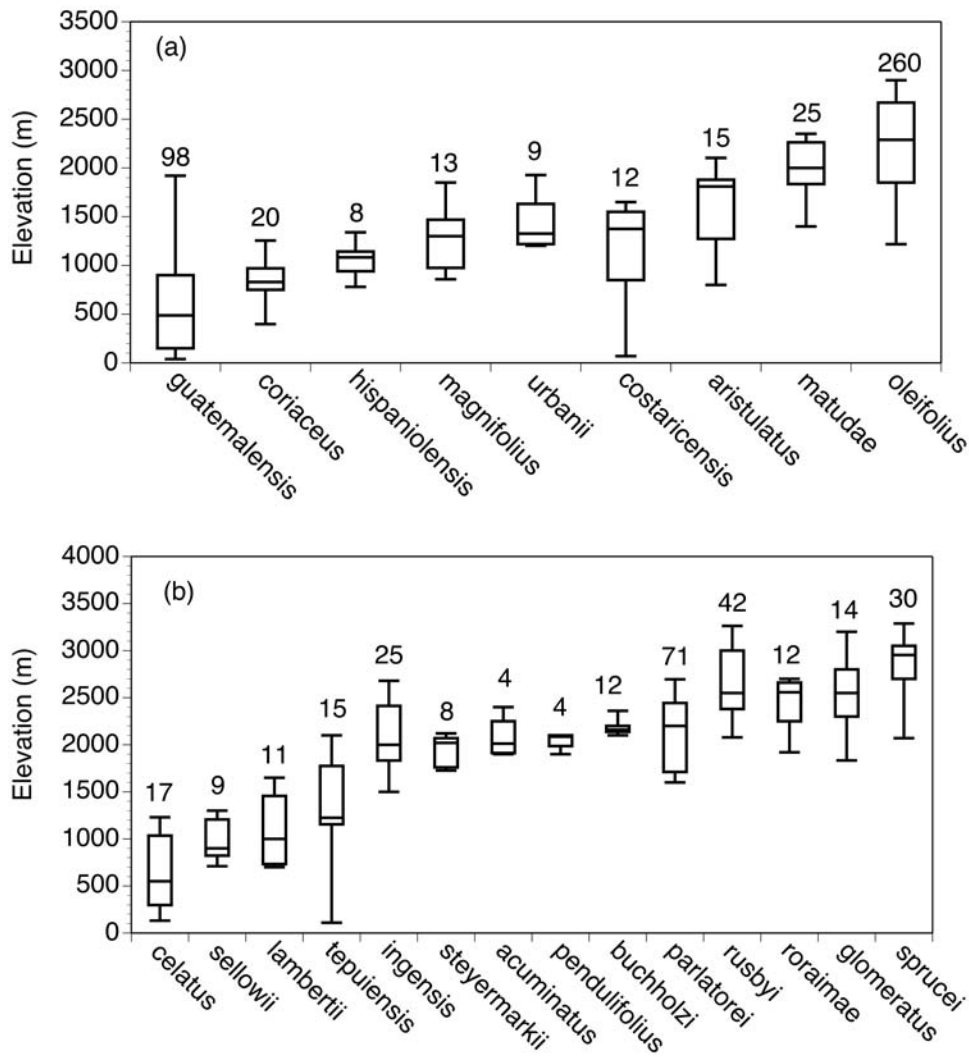 (a)
Elevation (m)
3500
3000
2500
2000
1500
1000
500
0
98
20
8
13
9
12
15
25
260
guatemalensis
coriaceus
hispaniolensis
magnifolius
urbanii
costaricensis
aristulatus
matudae
oleifolius
(b)
Elevation (m)
4000
3500
3000
2500
2000
1500
1000
500
0
17
9
11
15
25
8
4
4
12
71
42
12
14
30
celatus
sellowii
lambertii
tepuiensis
ingensis
steyermarkii
acuminatus
pendulifolius
buchholzi
parlatorei
rusbyi
roraimae
glomeratus
sprucei